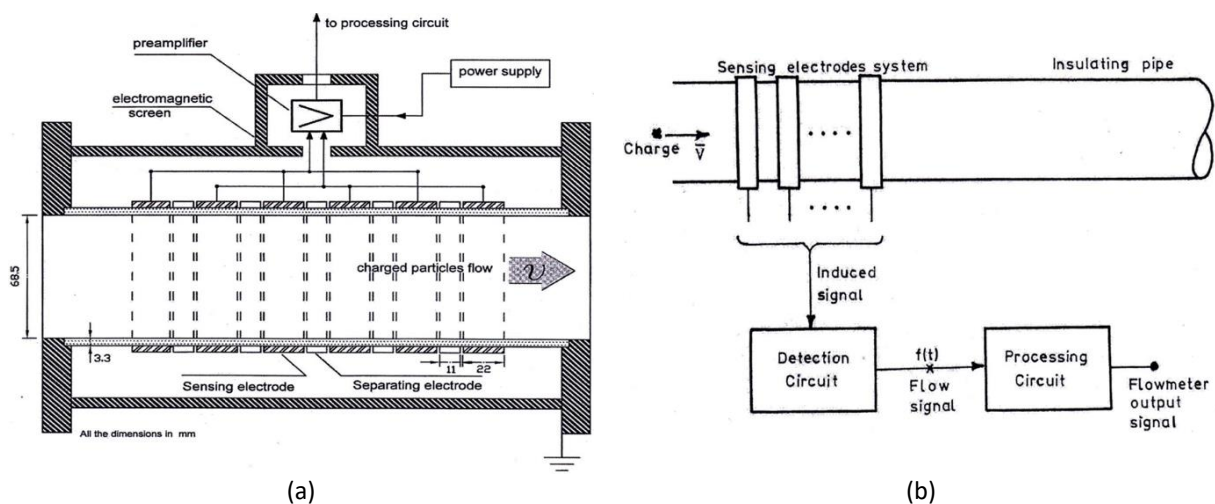 to processing circuit
preamplifier
power supply
electromagnetic
screen
68.5
charged particles flow
υ
3.3
11
22
Sensing electrode
Separating electrode
All the dimensions in mm
(a)
Sensing electrodes system
Insulating pipe
Charge
V̄
Induced
signal
Detection
Circuit
f(t)
Flow
signal
Processing
Circuit
Flowmeter
output
signal
(b)